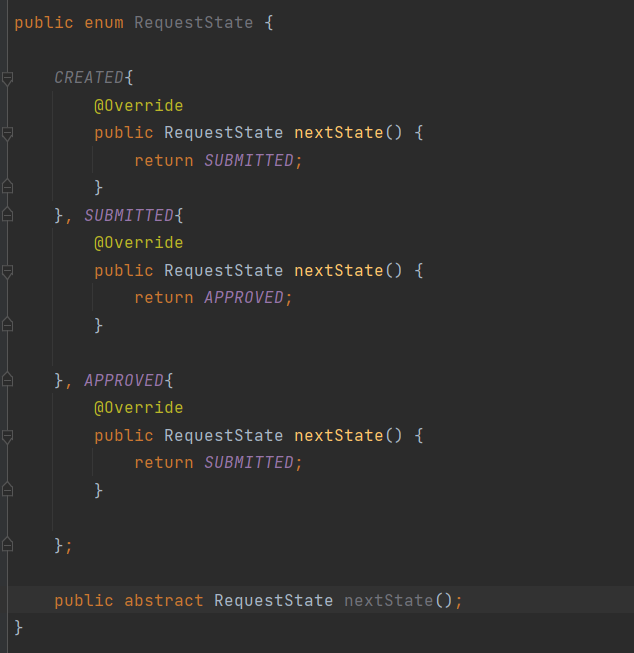 public enum RequestState {
CREATED{
@Override
public RequestState nextState() {
return SUBMITTED;
}
}, SUBMITTED{
@Override
public RequestState nextState() {
return APPROVED;
}
}, APPROVED{
@Override
public RequestState nextState() {
return SUBMITTED;
}
};
public abstract RequestState nextState();
}